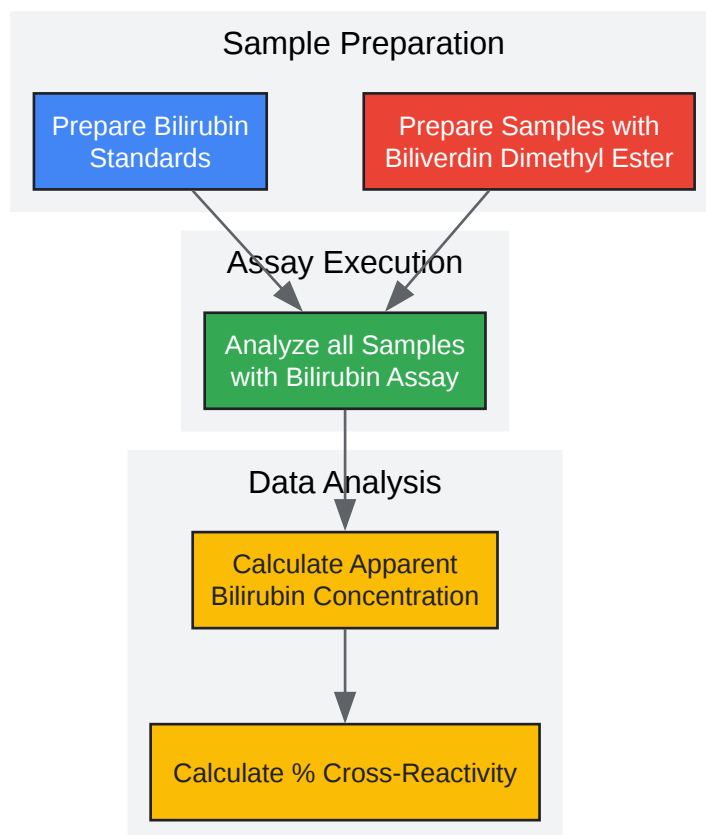 Sample Preparation
Prepare Bilirubin
Standards
Prepare Samples with
Biliverdin Dimethyl Ester
Assay Execution
Analyze all Samples
with Bilirubin Assay
Data Analysis
Calculate Apparent
Bilirubin Concentration
Calculate % Cross-Reactivity